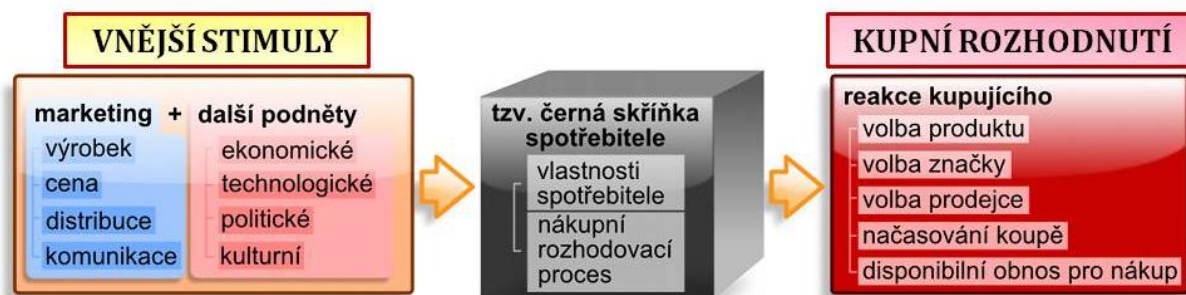 VNĚJŠÍ STIMULY
marketing + další podněty
výrobek
cena
distribuce
komunikace
ekonomické
technologické
politické
kulturní
tzv. černá skříňka
spotřebitele
vlastnosti
spotřebitele
nákupní
rozhodovací
proces
KUPNÍ ROZHODNUTÍ
reakce kupujícího
volba produktu
volba značky
volba prodejce
načasování koupě
disponibilní obnos pro nákup